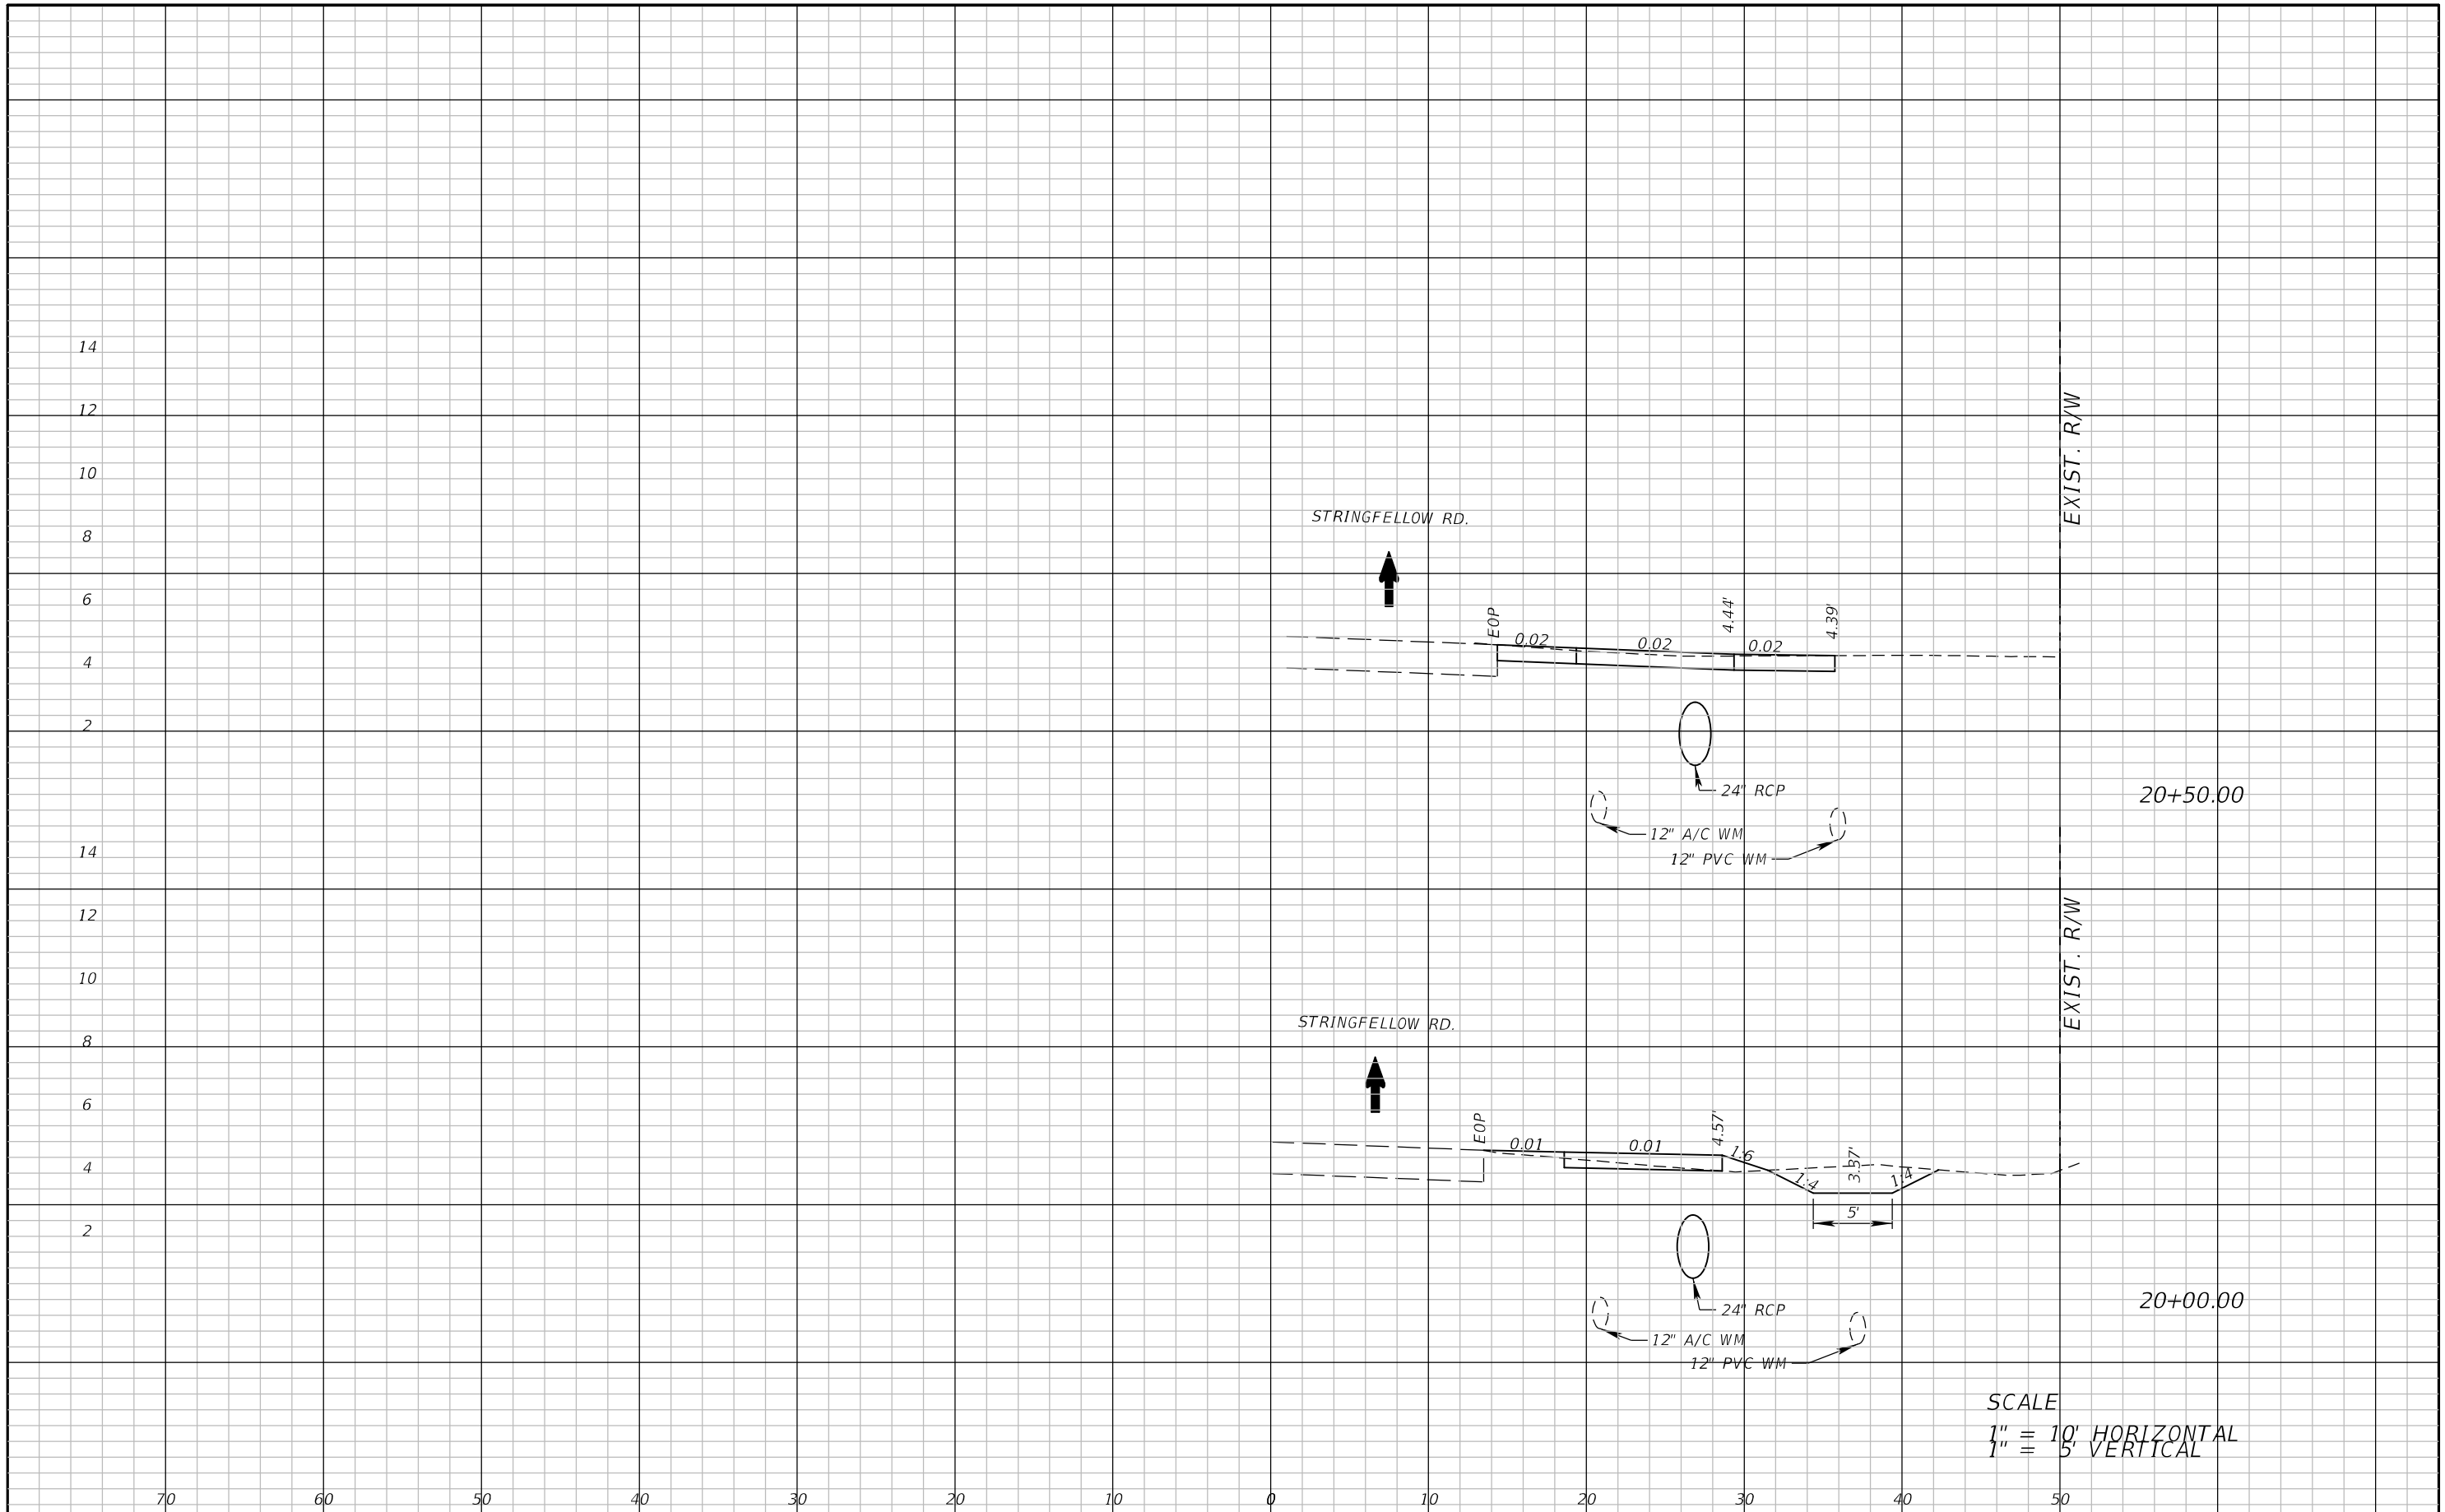 14
12
10
8
6
4
2
STRINGFELLOW RD.
EOP
0.02
0.02
4.44'
0.02
4.39'
EXIST. R/W
24" RCP
12" A/C WM
12" PVC WM
20+50.00
14
12
10
8
6
4
2
STRINGFELLOW RD.
EOP
0.01
0.01
4.57'
1:6
1:4
3.37'
1:4
5'
EXIST. R/W
24" RCP
12" A/C WM
12" PVC WM
20+00.00
SCALE
1" = 10' HORIZONTAL
1" = 5' VERTICAL
70 60 50 40 30 20 10 0 10 20 30 40 50